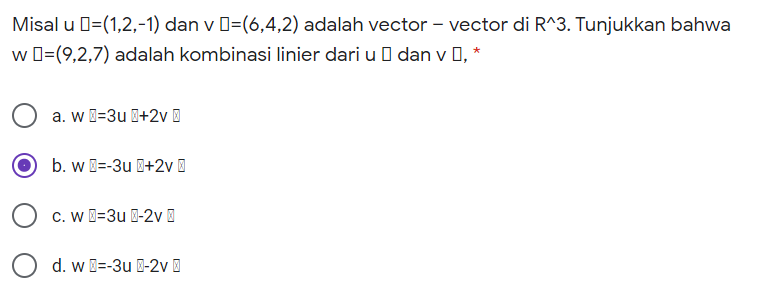 Misal u ▯=(1,2,-1) dan v ▯=(6,4,2) adalah vector – vector di R^3. Tunjukkan bahwa
w ▯=(9,2,7) adalah kombinasi linier dari u ▯ dan v ▯, *
a. w ▯=3u ▯+2v ▯
b. w ▯=-3u ▯+2v ▯
c. w ▯=3u ▯-2v ▯
d. w ▯=-3u ▯-2v ▯